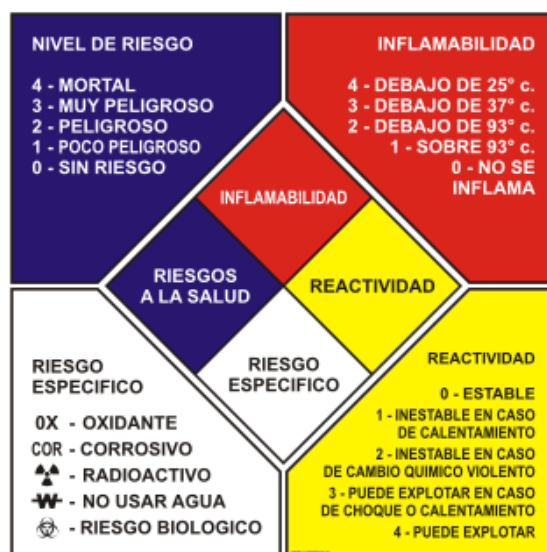 NIVEL DE RIESGO
4 - MORTAL
3 - MUY PELIGROSO
2 - PELIGROSO
1 - POCO PELIGROSO
0 - SIN RIESGO
INFLAMABILIDAD
4 - DEBAJO DE 25° c.
3 - DEBAJO DE 37° c.
2 - DEBAJO DE 93° c.
1 - SOBRE 93° c.
0 - NO SE
INFLAMA
INFLAMABILIDAD
RIESGOS
A LA SALUD
REACTIVIDAD
RIESGO
ESPECIFICO
RIESGO
ESPECIFICO
0X - OXIDANTE
COR - CORROSIVO
- RADIOACTIVO
W - NO USAR AGUA
- RIESGO BIOLOGICO
REACTIVIDAD
0 - ESTABLE
1 - INESTABLE EN CASO
DE CALENTAMIENTO
2 - INESTABLE EN CASO
DE CAMBIO QUIMICO VIOLENTO
3 - PUEDE EXPLOTAR EN CASO
DE CHOQUE O CALENTAMIENTO
4 - PUEDE EXPLOTAR